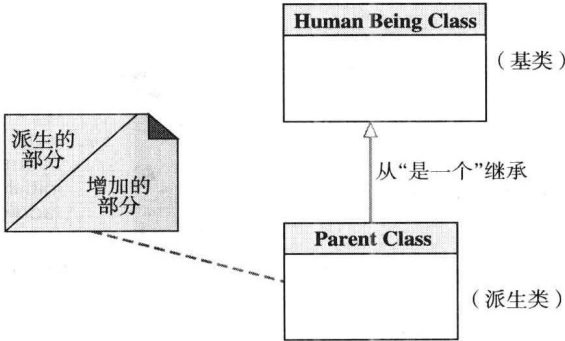 Human Being Class
（基类）
派生的
部分
增加的
部分
从“是一个”继承
Parent Class
（派生类）